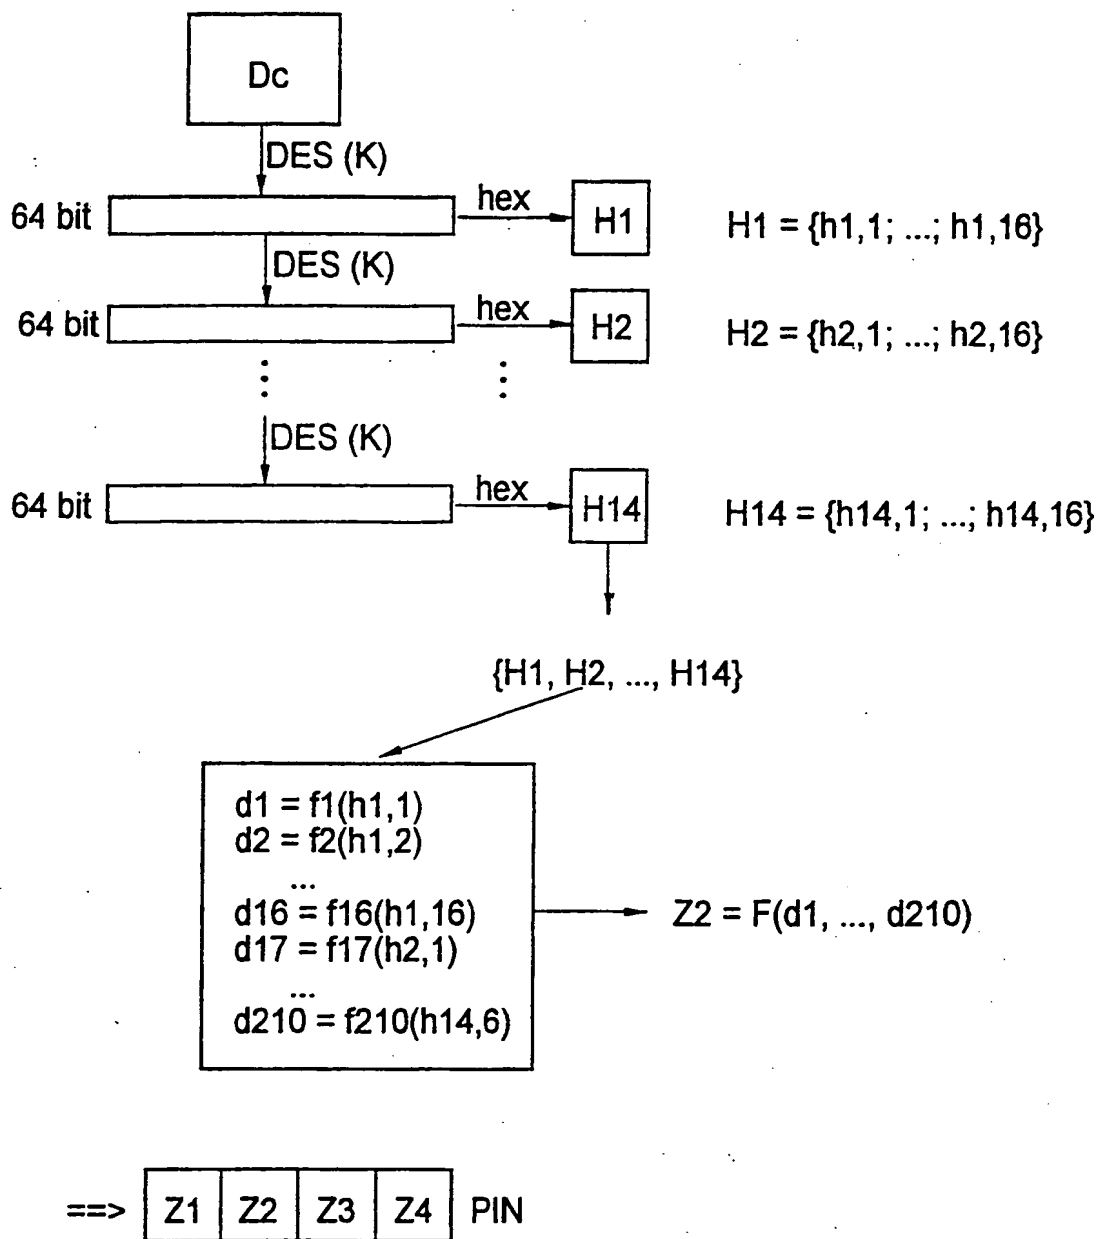 Dc
DES (K)
64 bit hex H1 H1 = {h1,1; ...; h1,16}
DES (K)
64 bit hex H2 H2 = {h2,1; ...; h2,16}
DES (K)
64 bit hex H14 H14 = {h14,1; ...; h14,16}
{H1, H2, ..., H14}
d1 = f1(h1,1)
d2 = f2(h1,2)
...
d16 = f16(h1,16)
d17 = f17(h2,1)
...
d210 = f210(h14,6)
Z2 = F(d1, ..., d210)
==> Z1 Z2 Z3 Z4 PIN